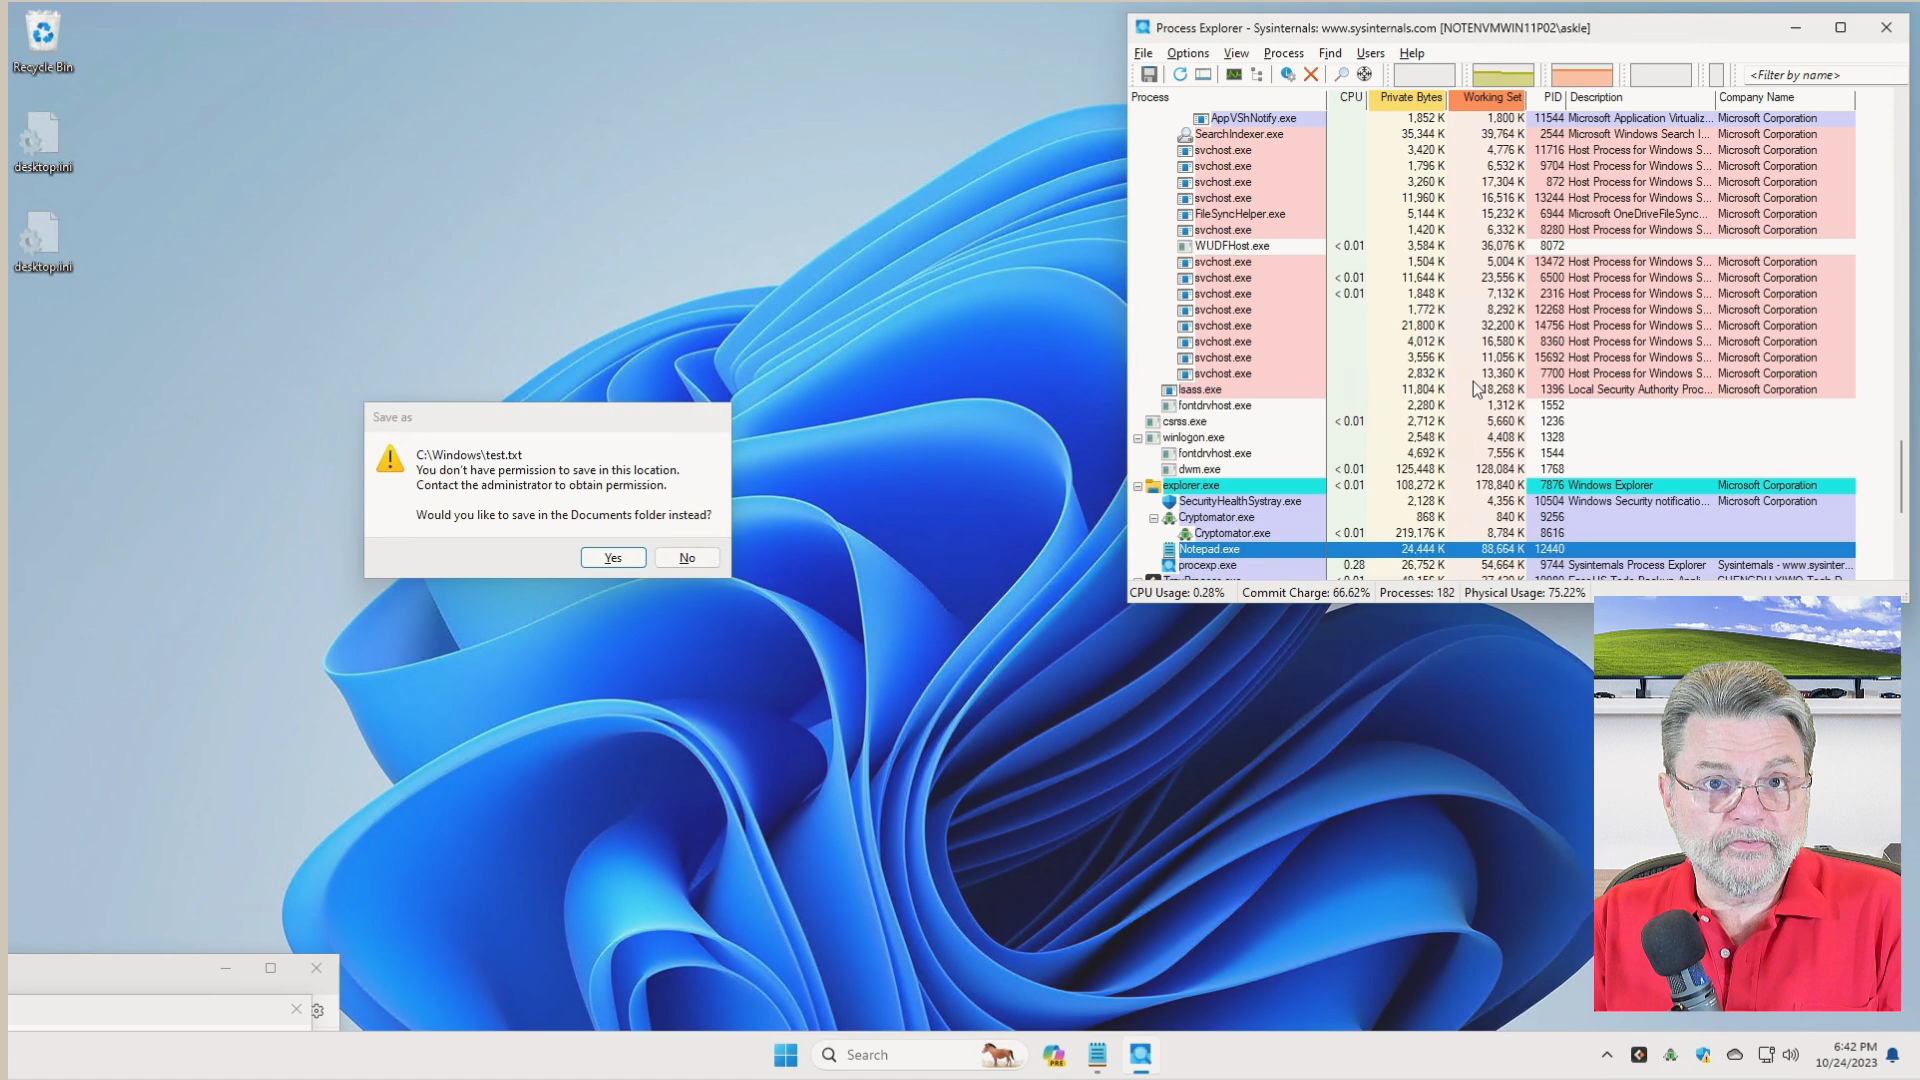 Recycle Bin
desktop.ini
desktop.ini
Save as
C:\Windows\test.txt
You don't have permission to save in this location.
Contact the administrator to obtain permission.
Would you like to save in the Documents folder instead?
Yes No
Process Explorer - Sysinternals: www.sysinternals.com [NOTENVMWIN11P02\askle]
File Options View Process Find Users Help
<Filter by name>
Process CPU Private Bytes Working Set PID Description Company Name
AppVShNotify.exe 1,852 K 1,800 K 11544 Microsoft Application Virtualiz... Microsoft Corporation
SearchIndexer.exe 35,344 K 39,764 K 2544 Microsoft Windows Search I... Microsoft Corporation
svchost.exe 3,420 K 4,776 K 11716 Host Process for Windows S... Microsoft Corporation
svchost.exe 1,796 K 6,532 K 9704 Host Process for Windows S... Microsoft Corporation
svchost.exe 3,260 K 17,304 K 872 Host Process for Windows S... Microsoft Corporation
svchost.exe 11,960 K 16,516 K 13244 Host Process for Windows S... Microsoft Corporation
FileSyncHelper.exe 5,144 K 15,232 K 6944 Microsoft OneDriveFileSync... Microsoft Corporation
svchost.exe 1,420 K 6,332 K 8280 Host Process for Windows S... Microsoft Corporation
WUDFHost.exe < 0.01 3,584 K 36,076 K 8072
svchost.exe 1,504 K 5,004 K 13472 Host Process for Windows S... Microsoft Corporation
svchost.exe < 0.01 11,644 K 23,556 K 6500 Host Process for Windows S... Microsoft Corporation
svchost.exe < 0.01 1,848 K 7,132 K 2316 Host Process for Windows S... Microsoft Corporation
svchost.exe 1,772 K 8,292 K 12268 Host Process for Windows S... Microsoft Corporation
svchost.exe 21,800 K 32,200 K 14756 Host Process for Windows S... Microsoft Corporation
svchost.exe 4,012 K 16,580 K 8360 Host Process for Windows S... Microsoft Corporation
svchost.exe 3,556 K 11,056 K 15692 Host Process for Windows S... Microsoft Corporation
svchost.exe 2,832 K 13,360 K 7700 Host Process for Windows S... Microsoft Corporation
lsass.exe 11,804 K 18,268 K 1396 Local Security Authority Proc... Microsoft Corporation
fontdrvhost.exe 2,280 K 1,312 K 1552
csrss.exe < 0.01 2,712 K 5,660 K 1236
winlogon.exe 2,548 K 4,408 K 1328
fontdrvhost.exe 4,692 K 7,556 K 1544
dwm.exe < 0.01 125,448 K 128,084 K 1768
explorer.exe < 0.01 108,272 K 178,840 K 7876 Windows Explorer Microsoft Corporation
SecurityHealthSystray.exe 2,128 K 4,356 K 10504 Windows Security notificatio... Microsoft Corporation
Cryptomator.exe 868 K 840 K 9256
Cryptomator.exe < 0.01 219,176 K 8,784 K 8616
Notepad.exe 24,444 K 88,664 K 12440
procexp.exe 0.28 26,752 K 54,664 K 9744 Sysinternals Process Explorer Sysinternals - www.sysinter...
CPU Usage: 0.28% Commit Charge: 66.62% Processes: 182 Physical Usage: 75.22%
Search
PRE
6:42 PM
10/24/2023